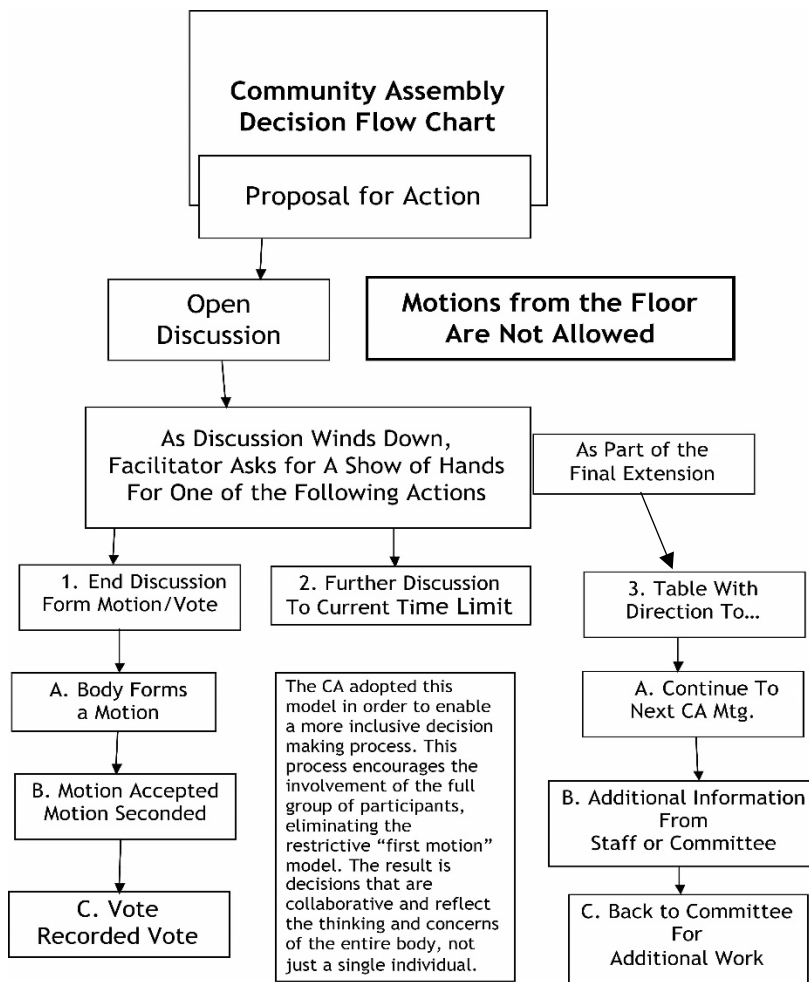 Community Assembly
Decision Flow Chart
Proposal for Action
Open
Discussion
Motions from the Floor
Are Not Allowed
As Discussion Winds Down,
Facilitator Asks for A Show of Hands
For One of the Following Actions
As Part of the
Final Extension
1. End Discussion
Form Motion/Vote
2. Further Discussion
To Current Time Limit
3. Table With
Direction To…
A. Body Forms
a Motion
B. Motion Accepted
Motion Seconded
C. Vote
Recorded Vote
The CA adopted this
model in order to enable
a more inclusive decision
making process. This
process encourages the
involvement of the full
group of participants,
eliminating the
restrictive “first motion”
model. The result is
decisions that are
collaborative and reflect
the thinking and concerns
of the entire body, not
just a single individual.
A. Continue To
Next CA Mtg.
B. Additional Information
From
Staff or Committee
C. Back to Committee
For
Additional Work